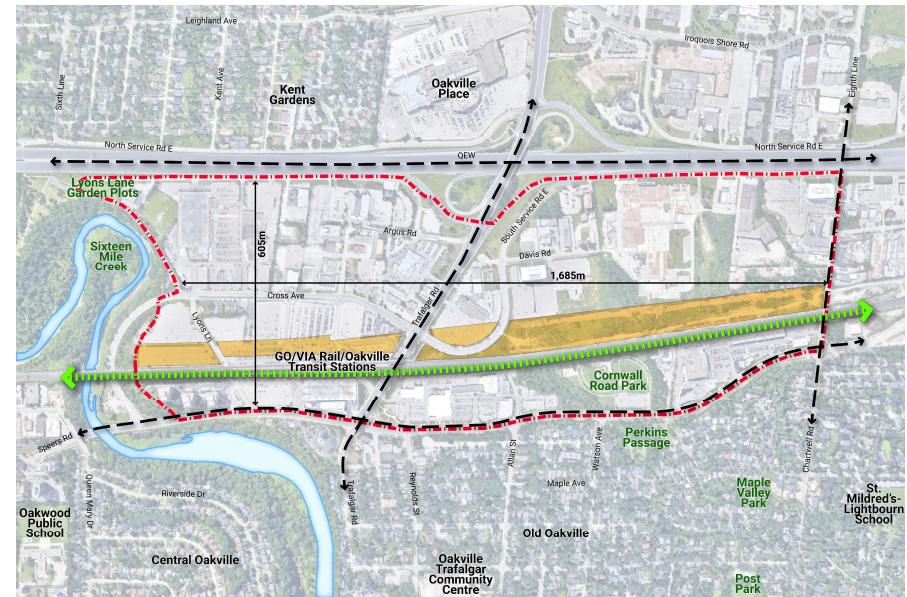 Leighland Ave
Iroquois Shore Rd
Sixth Line
Kent Ave
Kent
Gardens
Oakville
Place
Eighth Line
North Service Rd E
QEW
North Service Rd E
Lyons Lane
Garden Plots
South Service Rd E
Argus Rd
605m
Sixteen
Mile
Creek
Davis Rd
1,685m
Cross Ave
Trafalgar Rd
Lyons Ln
GO/VIA Rail/Oakville
Transit Stations
Cornwall
Road Park
Speers Rd
Perkins
Passage
Allan St
Watson Ave
Chartwell Rd
Queen Mary Dr
Riverside Dr
Trafalgar Rd
Reynolds St
Maple Ave
Maple
Valley
Park
St.
Mildred's-
Lightbourn
School
Oakwood
Public
School
Old Oakville
Central Oakville
Oakville
Trafalgar
Community
Centre
Post
Park